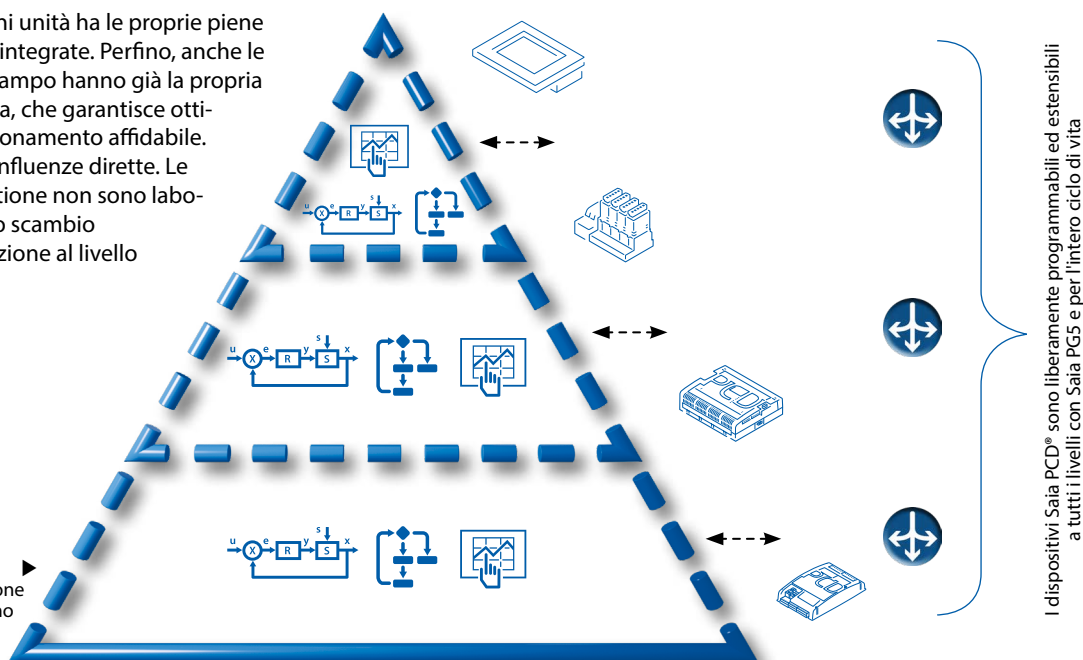 ni unità ha le proprie piene
integrate. Perfino, anche le
ampo hanno già la propria
a, che garantisce otti-
ionamento affidabile.
nfluenze dirette. Le
tione non sono labo-
o scambio
zione al livello
s
u X e R y S x
s
u X e R y S x
s
u X e R y S x
one
no
I dispositivi Saia PCD® sono liberamente programmabili ed estensibili
a tutti i livelli con Saia PG5 e per l'intero ciclo di vita